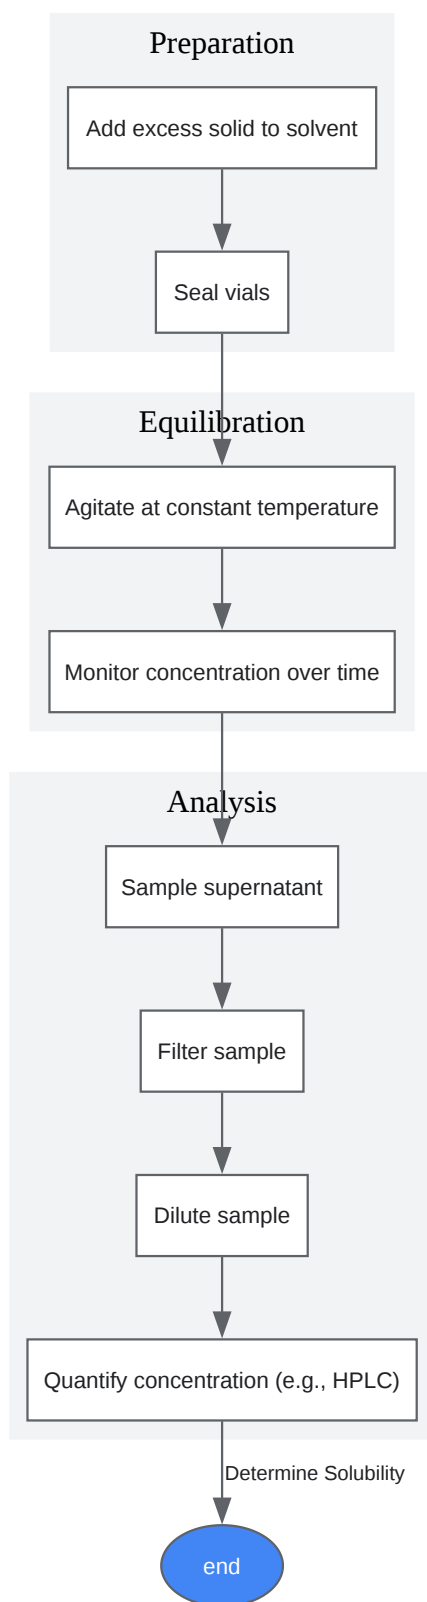 Preparation
Add excess solid to solvent
Seal vials
Equilibration
Agitate at constant temperature
Monitor concentration over time
Analysis
Sample supernatant
Filter sample
Dilute sample
Quantify concentration (e.g., HPLC)
Determine Solubility
end